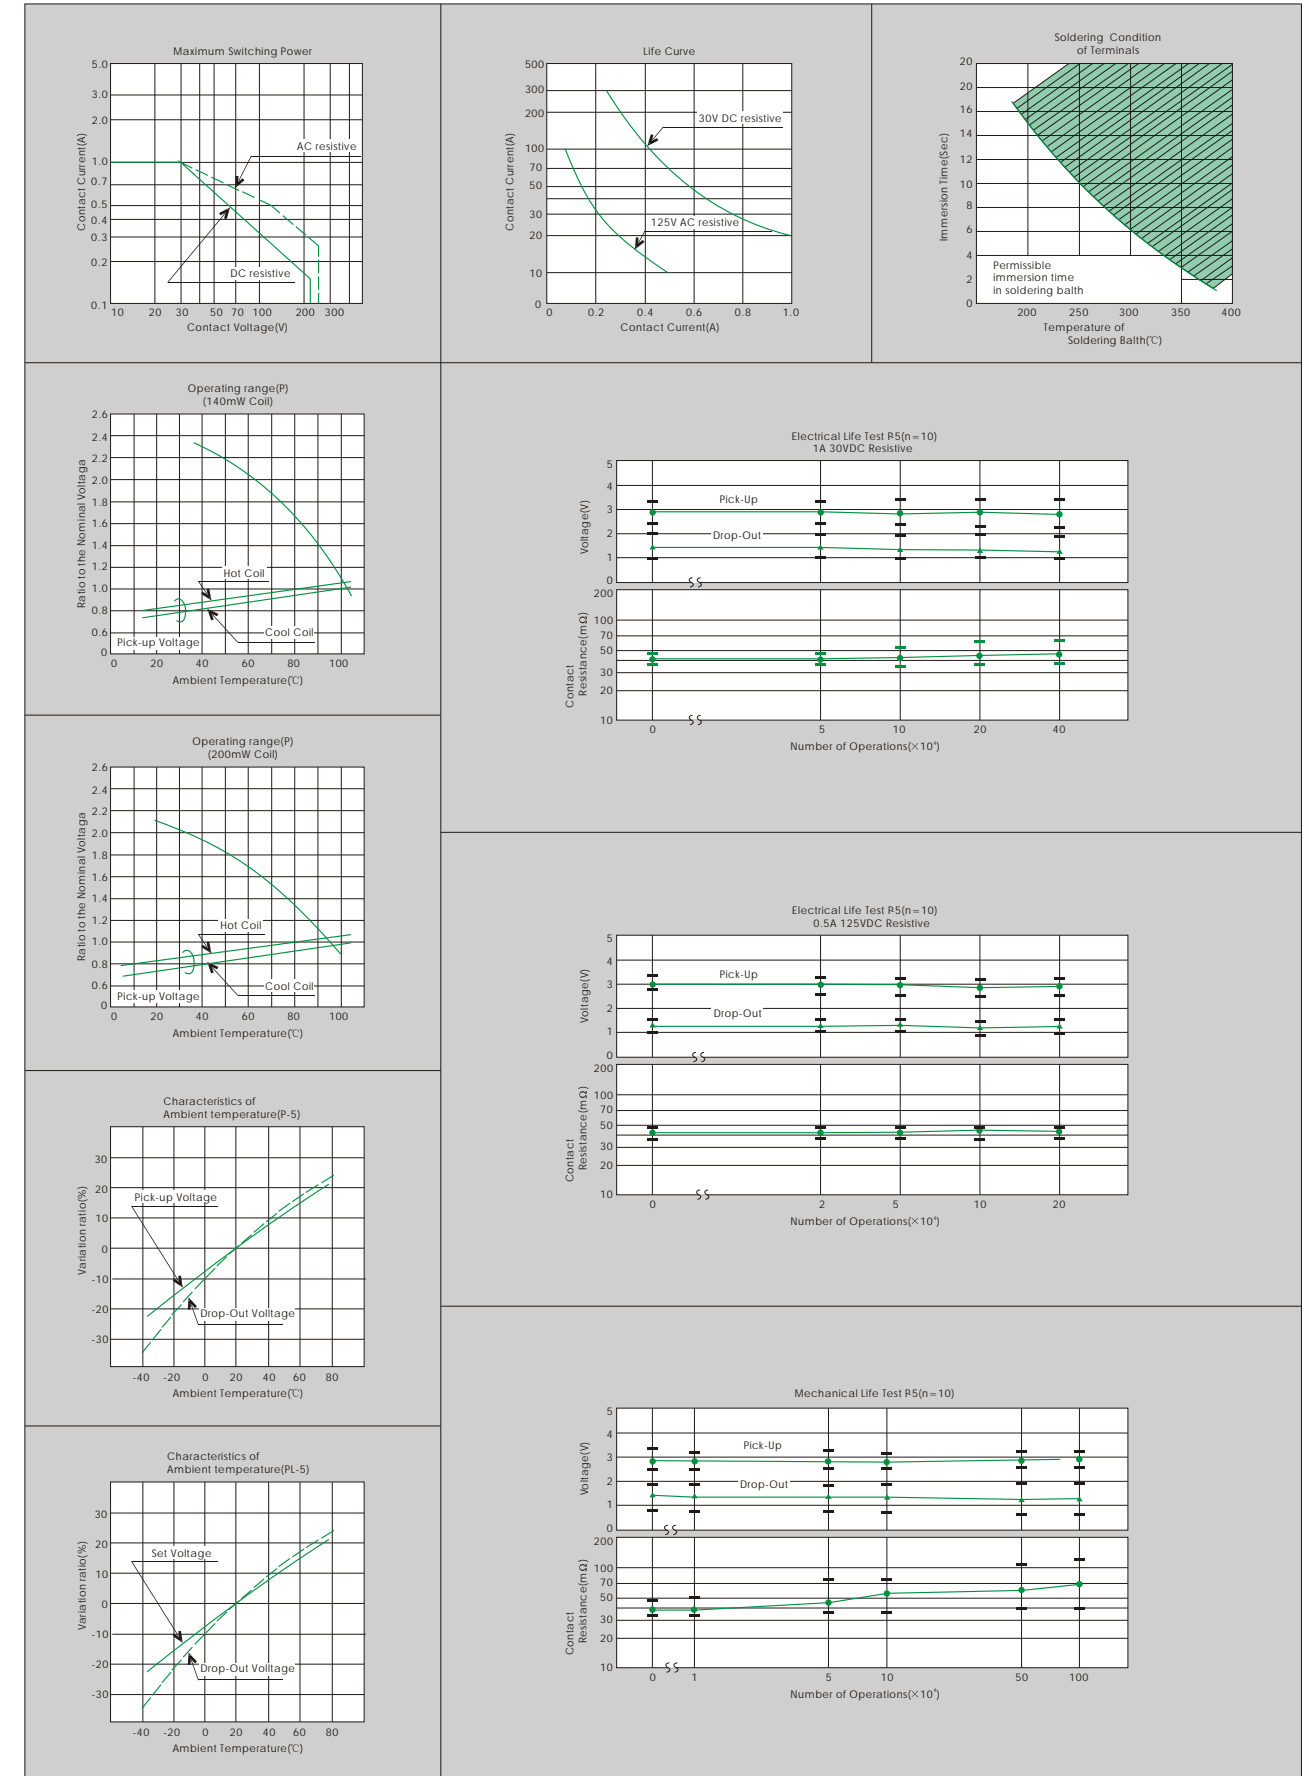 Maximum Switching Power
5.0
3.0
2.0
1.0
0.7
0.5
0.4
0.3
0.2
0.1
Contact Current(A)
AC resistive
DC resistive
10 20 30 50 70 100 200 300
Contact Voltage(V)
Life Curve
500
300
200
100
70
50
30
20
10
0
Contact Current(A)
30V DC resistive
125V AC resistive
0 0.2 0.4 0.6 0.8 1.0
Contact Current(A)
Soldering Condition
of Terminals
20
20
16
14
12
10
8
6
4
2
0
Immersion Time(Sec)
Permissible
immersion time
in soldering balth
200 250 300 350 400
Temperature of
Soldering Balth(℃)
Operating range(P)
(140mW Coil)
2.6
2.4
2.2
2.0
1.8
1.6
1.4
1.2
1.0
0.8
0.6
0
Ratio to the Nominal Voltaga
Hot Coil
Cool Coil
Pick-up Voltage
0 20 40 60 80 100
Ambient Temperature(℃)
Electrical Life Test P-5(n=10)
1A 30VDC Resistive
5
4
3
2
1
0
Voltage(V)
Pick-Up
Drop-Out
200
100
70
50
30
20
10
Contact
Resistance(mΩ)
0 5 10 20 40
Number of Operations(×10⁴)
Operating range(P)
(200mW Coil)
2.6
2.4
2.2
2.0
1.8
1.6
1.4
1.2
1.0
0.8
0.6
0
Ratio to the Nominal Voltaga
Hot Coil
Cool Coil
Pick-up Voltage
0 20 40 60 80 100
Ambient Temperature(℃)
Electrical Life Test P-5(n=10)
0.5A 125VDC Resistive
5
4
3
2
1
0
Voltage(V)
Pick-Up
Drop-Out
200
100
70
50
30
20
10
Contact
Resistance(mΩ)
0 2 5 10 20
Number of Operations(×10⁴)
Characteristics of
Ambient temperature(P-5)
30
20
10
0
-10
-20
-30
Variation ratio(%)
Pick-up Voltage
Drop-Out Volltage
-40 -20 0 20 40 60 80
Ambient Temperature(℃)
Mechanical Life Test P-5(n=10)
5
4
3
2
1
0
Voltage(V)
Pick-Up
Drop-Out
200
100
70
50
30
20
10
Contact
Resistance(mΩ)
0 1 5 10 50 100
Number of Operations(×10⁴)
Characteristics of
Ambient temperature(PL-5)
30
20
10
0
-10
-20
-30
Variation ratio(%)
Set Voltage
Drop-Out Voltage
-40 -20 0 20 40 60 80
Ambient Temperature(℃)